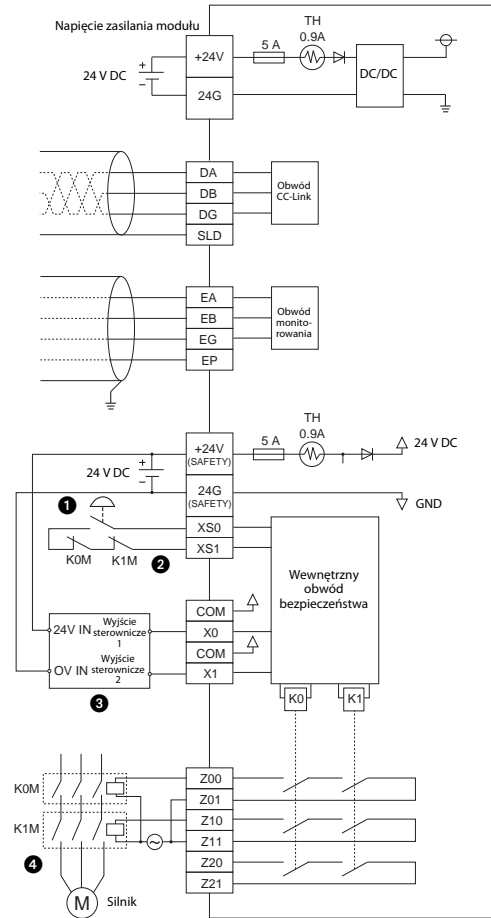 Napięcie zasilania modułu
24 V DC
+
−
+24V
24G
5 A
TH
0.9A
DC/DC
DA
DB
DG
SLD
Obwód
CC-Link
EA
EB
EG
EP
Obwód
monito-
rowania
24 V DC
+
−
+24V
(SAFETY)
24G
(SAFETY)
5 A
TH
0.9A
24 V DC
GND
1
K0M
K1M
2
XS0
XS1
Wewnętrzny
obwód
bezpieczeństwa
COM
X0
COM
X1
24V IN
Wyjście
sterownicze
1
OV IN
Wyjście
sterownicze
2
3
K0
K1
K0M
K1M
4
Z00
Z01
Z10
Z11
Z20
Z21
M
Silnik